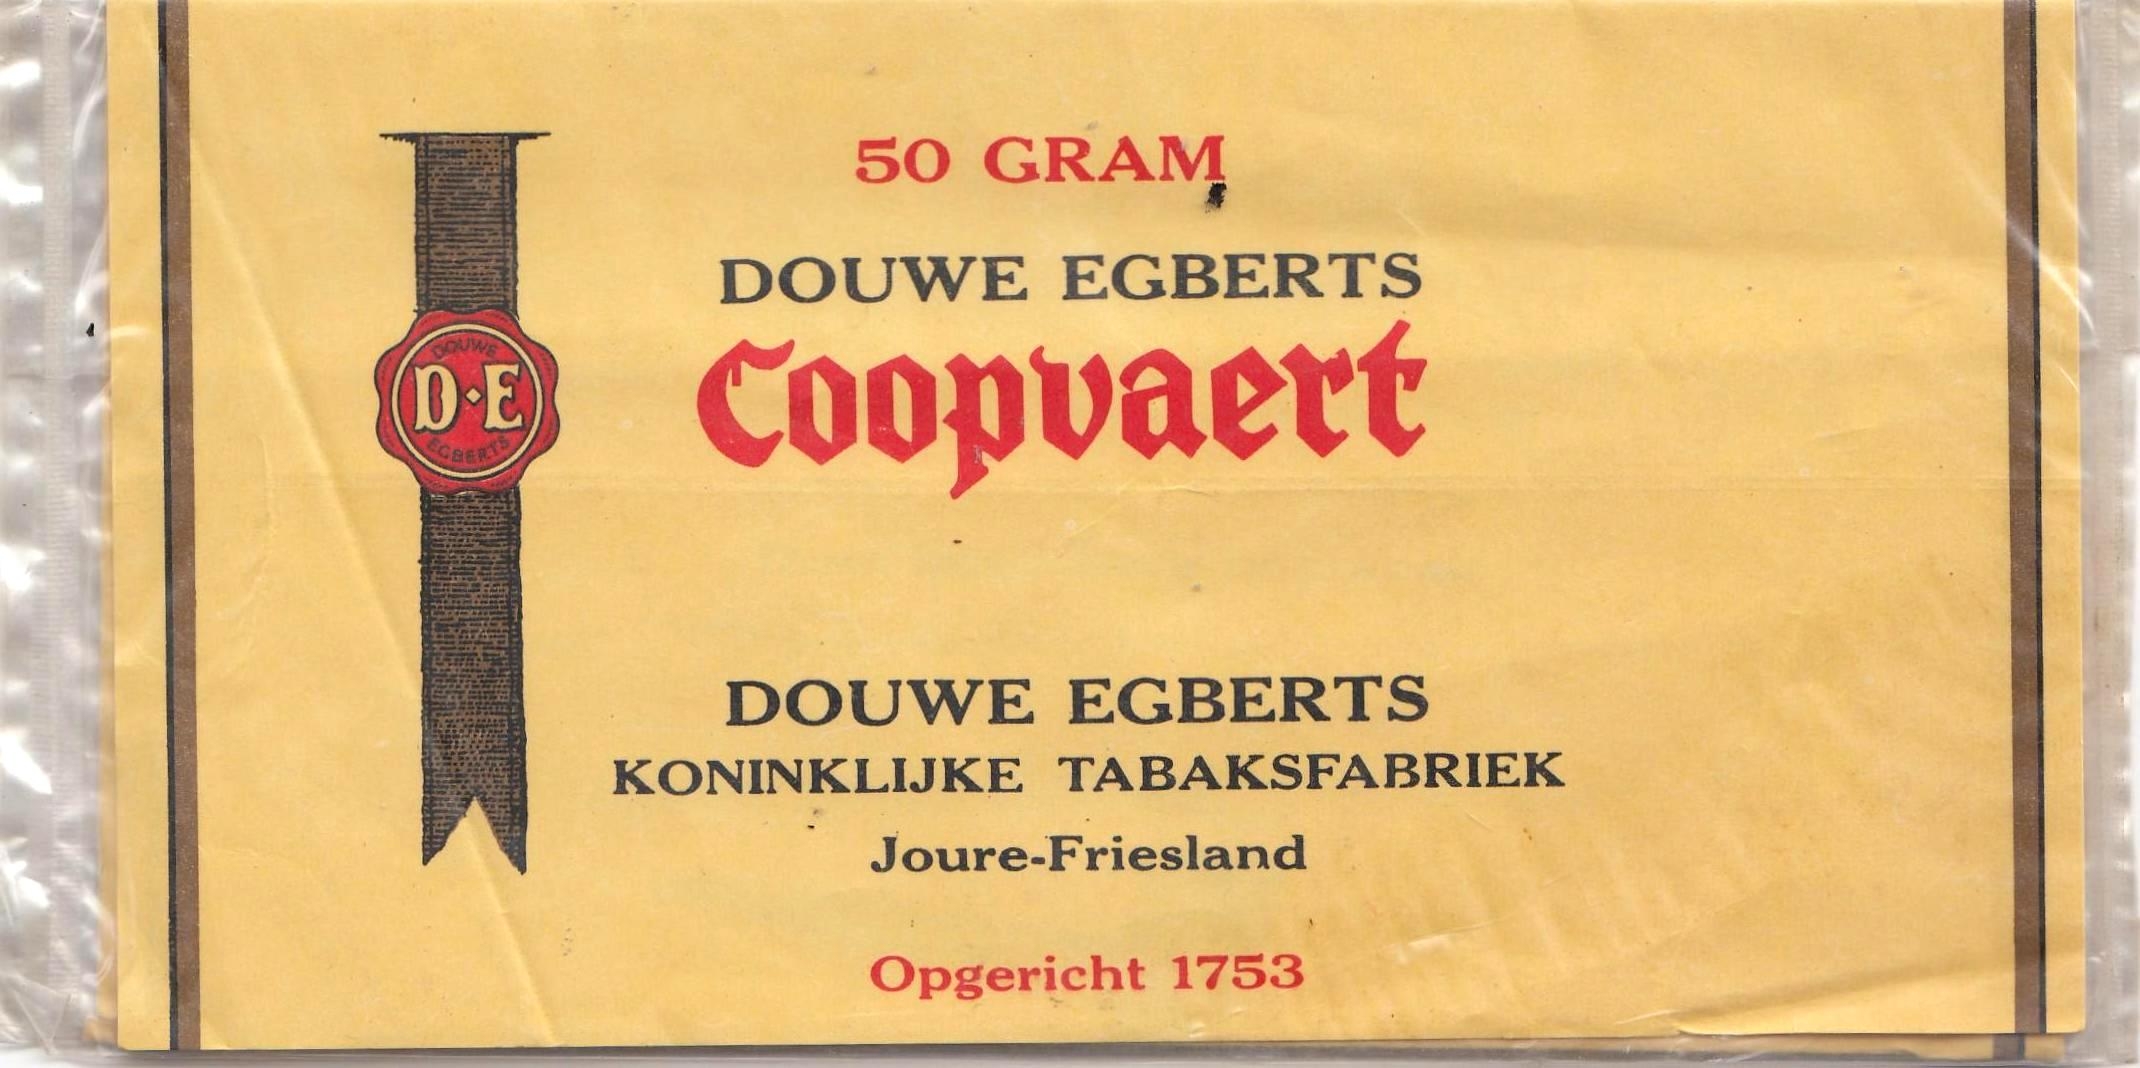 50 GRAM
DOUWE EGBERTS
Coopvaert
DOUWE
D·E
EGBERTS
DOUWE EGBERTS
KONINKLIJKE TABAKSFABRIEK
Joure-Friesland
Opgericht 1753